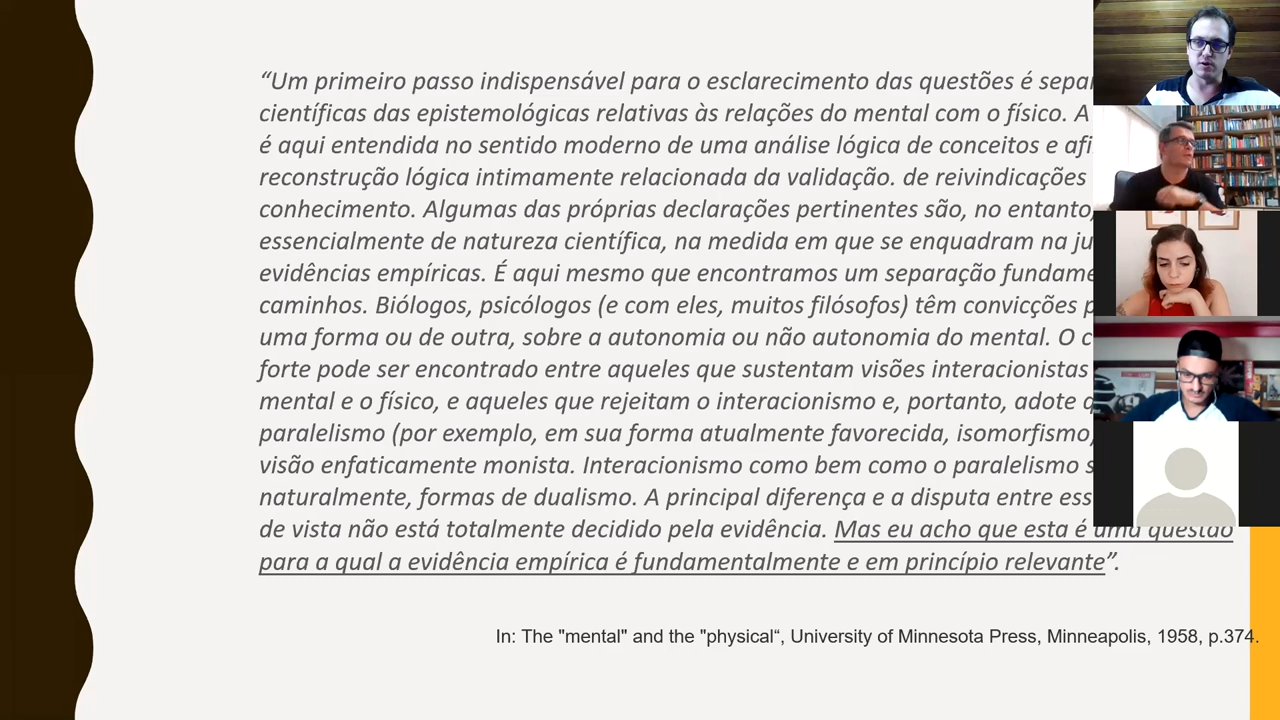 “Um primeiro passo indispensável para o esclarecimento das questões é
científicas das epistemológicas relativas às relações do mental com o físico. A
é aqui entendida no sentido moderno de uma análise lógica de conceitos e
reconstrução lógica intimamente relacionada da validação. de reivindicações
conhecimento. Algumas das próprias declarações pertinentes são, no entanto,
essencialmente de natureza científica, na medida em que se enquadram na
evidências empíricas. É aqui mesmo que encontramos um separação
caminhos. Biólogos, psicólogos (e com eles, muitos filósofos) têm convicções
uma forma ou de outra, sobre a autonomia ou não autonomia do mental. O
forte pode ser encontrado entre aqueles que sustentam visões interacionistas
mental e o físico, e aqueles que rejeitam o interacionismo e, portanto, adote
paralelismo (por exemplo, em sua forma atualmente favorecida, isomorfismo,
visão enfaticamente monista. Interacionismo como bem como o paralelismo
naturalmente, formas de dualismo. A principal diferença e a disputa entre
de vista não está totalmente decidido pela evidência. Mas eu acho que esta é uma questão
para a qual a evidência empírica é fundamentalmente e em princípio relevante”.
In: The "mental" and the "physical“, University of Minnesota Press, Minneapolis, 1958, p.374.